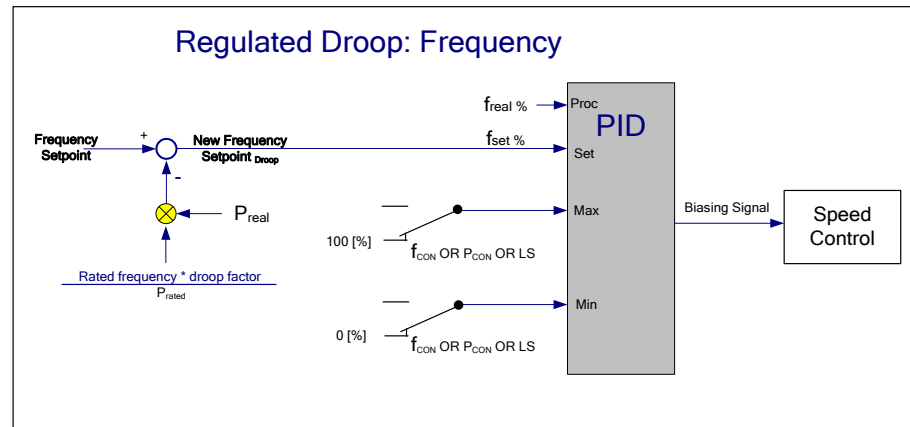 Regulated Droop: Frequency
freal %
Proc
PID
Frequency
Setpoint
+
New Frequency
Setpoint Droop
fset %
Set
-
Preal
Rated frequency * droop factor
Prated
Max
100 [%]
fCON OR PCON OR LS
Biasing Signal
Speed
Control
Min
0 [%]
fCON OR PCON OR LS